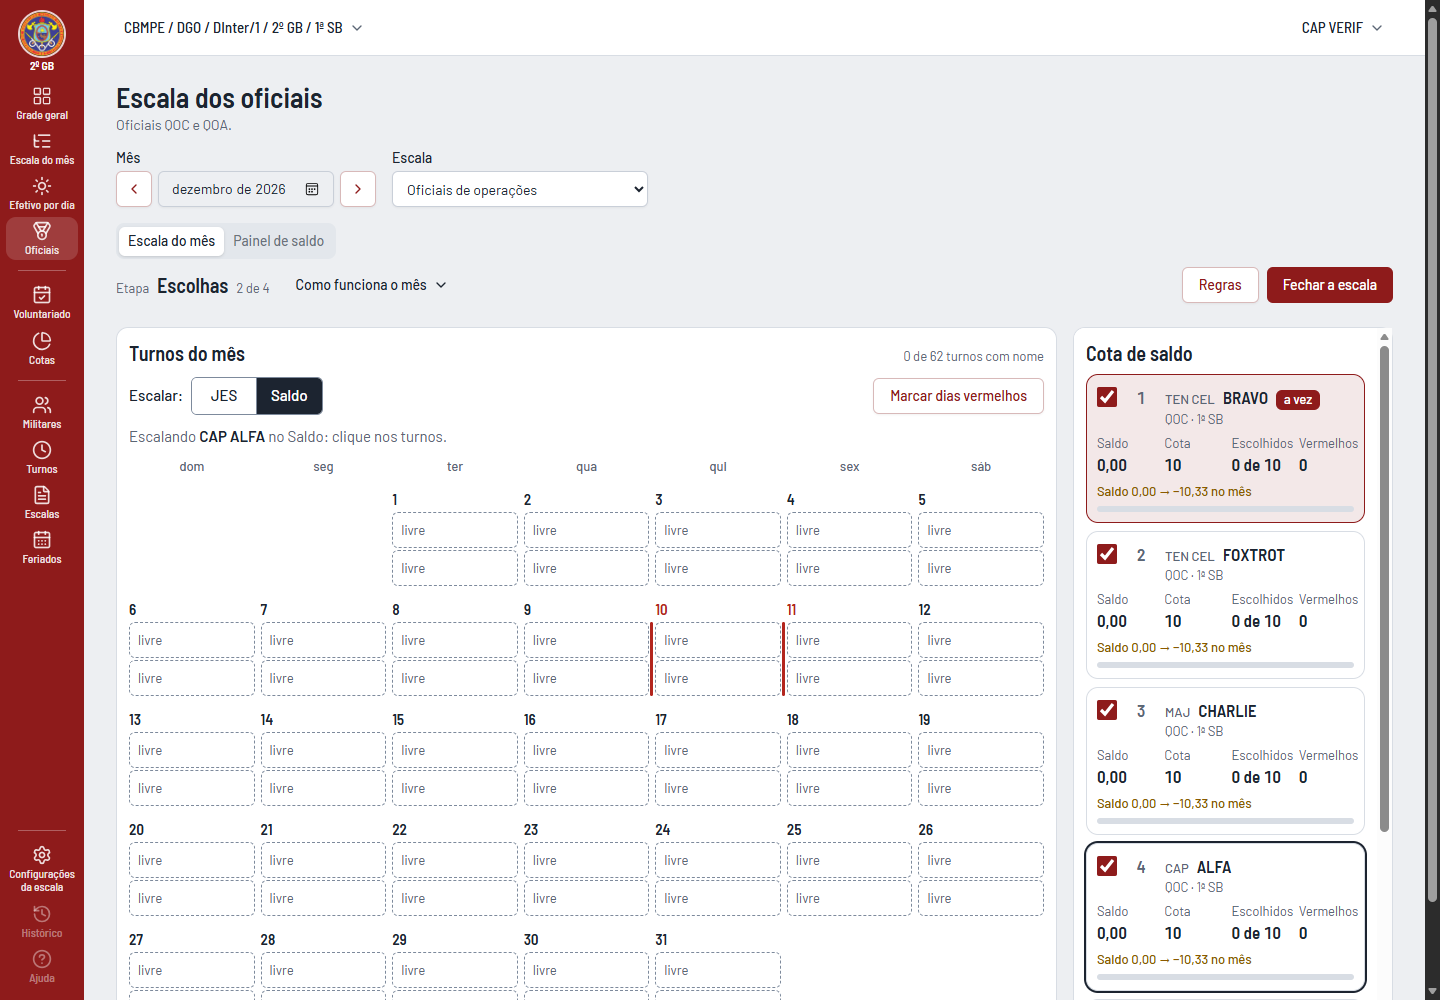 2º GB
Grade geral
Escala do mês
Efetivo por dia
Oficiais
Voluntariado
Cotas
Militares
Turnos
Escalas
Feriados
Configurações
da escala
Histórico
Ajuda
CBMPE / DGO / DInter/1 / 2º GB / 1ª SB
CAP VERIF
Escala dos oficiais
Oficiais QOC e QOA.
Mês
Escala
dezembro de 2026
Oficiais de operações
Escala do mês
Painel de saldo
Etapa Escolhas 2 de 4
Como funciona o mês
Regras
Fechar a escala
Turnos do mês
0 de 62 turnos com nome
Escalar: JES Saldo
Marcar dias vermelhos
Escalando CAP ALFA no Saldo: clique nos turnos.
dom seg ter qua qui sex sáb
1 2 3 4 5
livre livre livre livre livre
livre livre livre livre livre
6 7 8 9 10 11 12
livre livre livre livre livre livre livre
livre livre livre livre livre livre livre
13 14 15 16 17 18 19
livre livre livre livre livre livre livre
livre livre livre livre livre livre livre
20 21 22 23 24 25 26
livre livre livre livre livre livre livre
livre livre livre livre livre livre livre
27 28 29 30 31
livre livre livre livre livre
Cota de saldo
1 TEN CEL BRAVO a vez
QOC · 1ª SB
Saldo Cota Escolhidos Vermelhos
0,00 10 0 de 10 0
Saldo 0,00 → −10,33 no mês
2 TEN CEL FOXTROT
QOC · 1ª SB
Saldo Cota Escolhidos Vermelhos
0,00 10 0 de 10 0
Saldo 0,00 → −10,33 no mês
3 MAJ CHARLIE
QOC · 1ª SB
Saldo Cota Escolhidos Vermelhos
0,00 10 0 de 10 0
Saldo 0,00 → −10,33 no mês
4 CAP ALFA
QOC · 1ª SB
Saldo Cota Escolhidos Vermelhos
0,00 10 0 de 10 0
Saldo 0,00 → −10,33 no mês